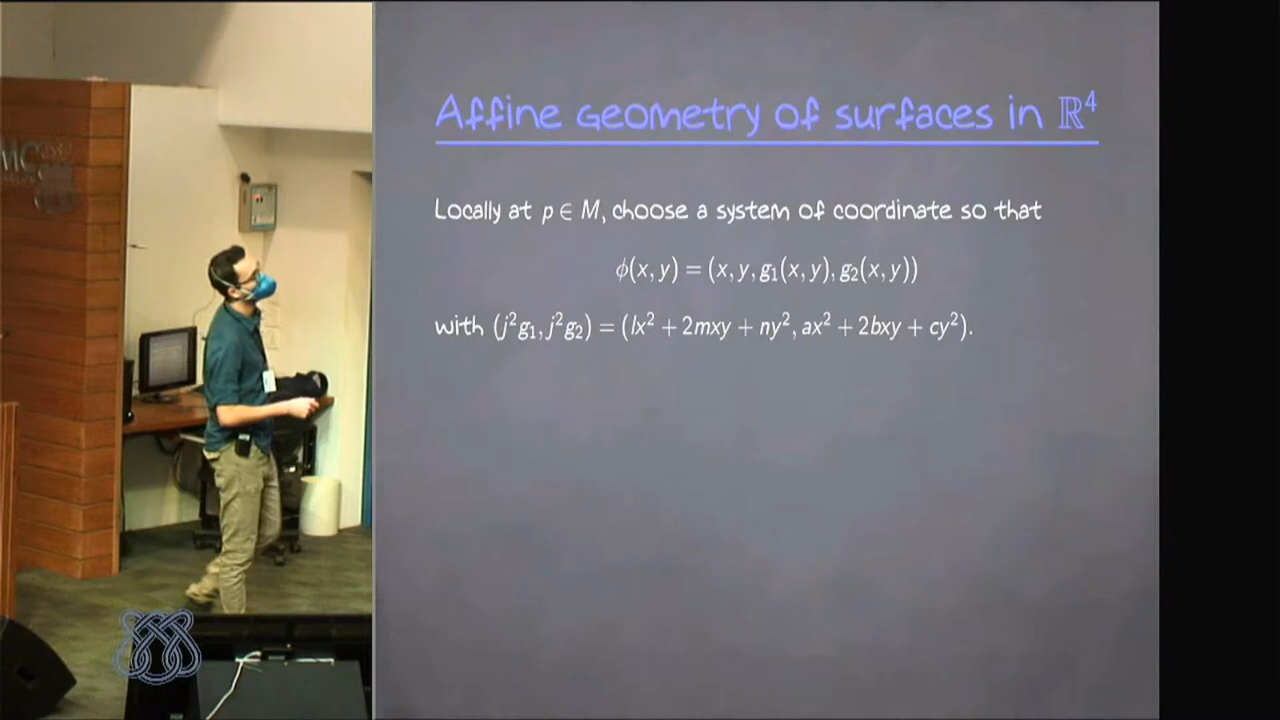 Affine geometry of surfaces in ℝ⁴
Locally at p ∈ M, choose a system of coordinate so that
ϕ(x, y) = (x, y, g₁(x, y), g₂(x, y))
with (j²g₁, j²g₂) = (lx² + 2mxy + ny², ax² + 2bxy + cy²).